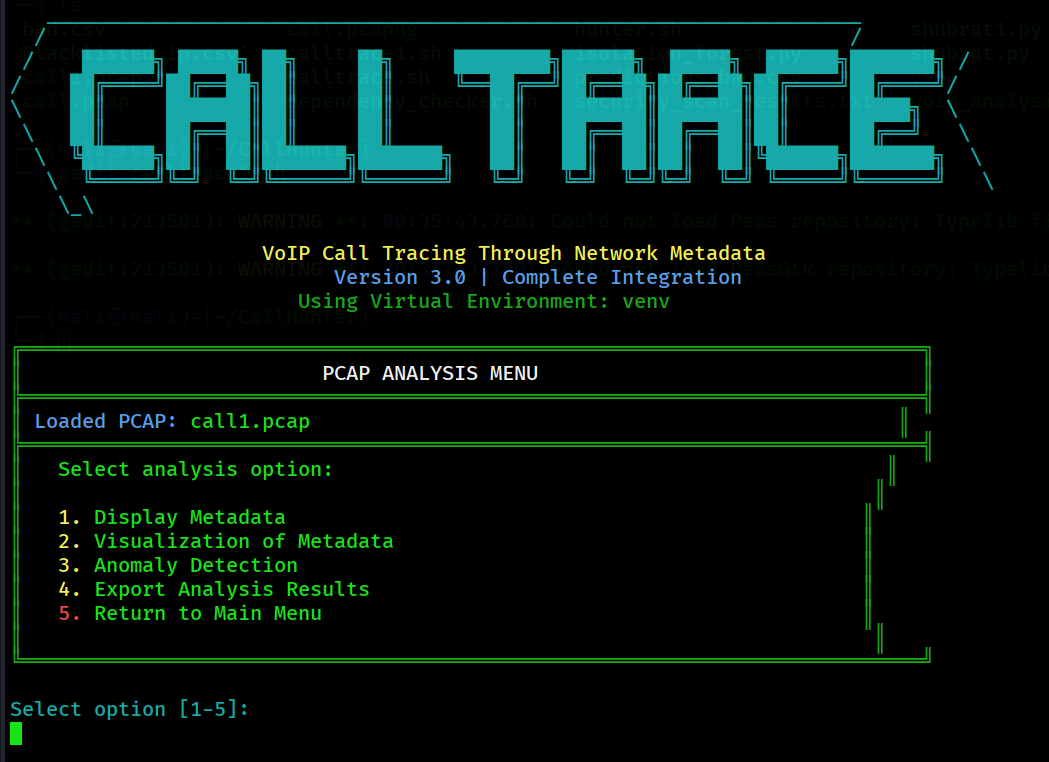 CALL TRACE
VoIP Call Tracing Through Network Metadata
Version 3.0 | Complete Integration
Using Virtual Environment: venv
PCAP ANALYSIS MENU
Loaded PCAP: call1.pcap
Select analysis option:
1. Display Metadata
2. Visualization of Metadata
3. Anomaly Detection
4. Export Analysis Results
5. Return to Main Menu
Select option [1-5]: